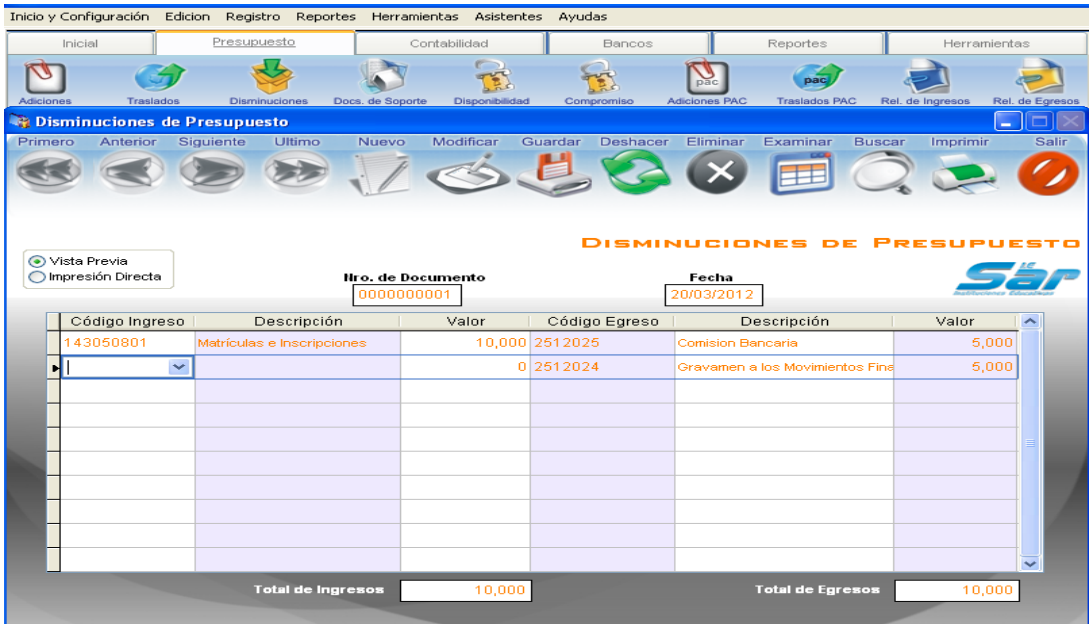 Inicio y Configuración Edicion Registro Reportes Herramientas Asistentes Ayudas
Inicial Presupuesto Contabilidad Bancos Reportes Herramientas
pac pac
Adiciones Traslados Disminuciones Docs. de Soporte Disponibilidad Compromiso Adiciones PAC Traslados PAC Rel. de Ingresos Rel. de Egresos
Disminuciones de Presupuesto
Primero Anterior Siguiente Ultimo Nuevo Modificar Guardar Deshacer Eliminar Examinar Buscar Imprimir Salir
DISMINUCIONES DE PRESUPUESTO
Vista Previa
Impresión Directa
Nro. de Documento Fecha
0000000001 20/03/2012
I.E
Sar
Instituciones Educativas
Código Ingreso Descripción Valor Código Egreso Descripción Valor
143050801 Matrículas e Inscripciones 10,000 2512025 Comision Bancaria 5,000
0 2512024 Gravamen a los Movimientos Fina 5,000
Total de Ingresos 10,000 Total de Egresos 10,000